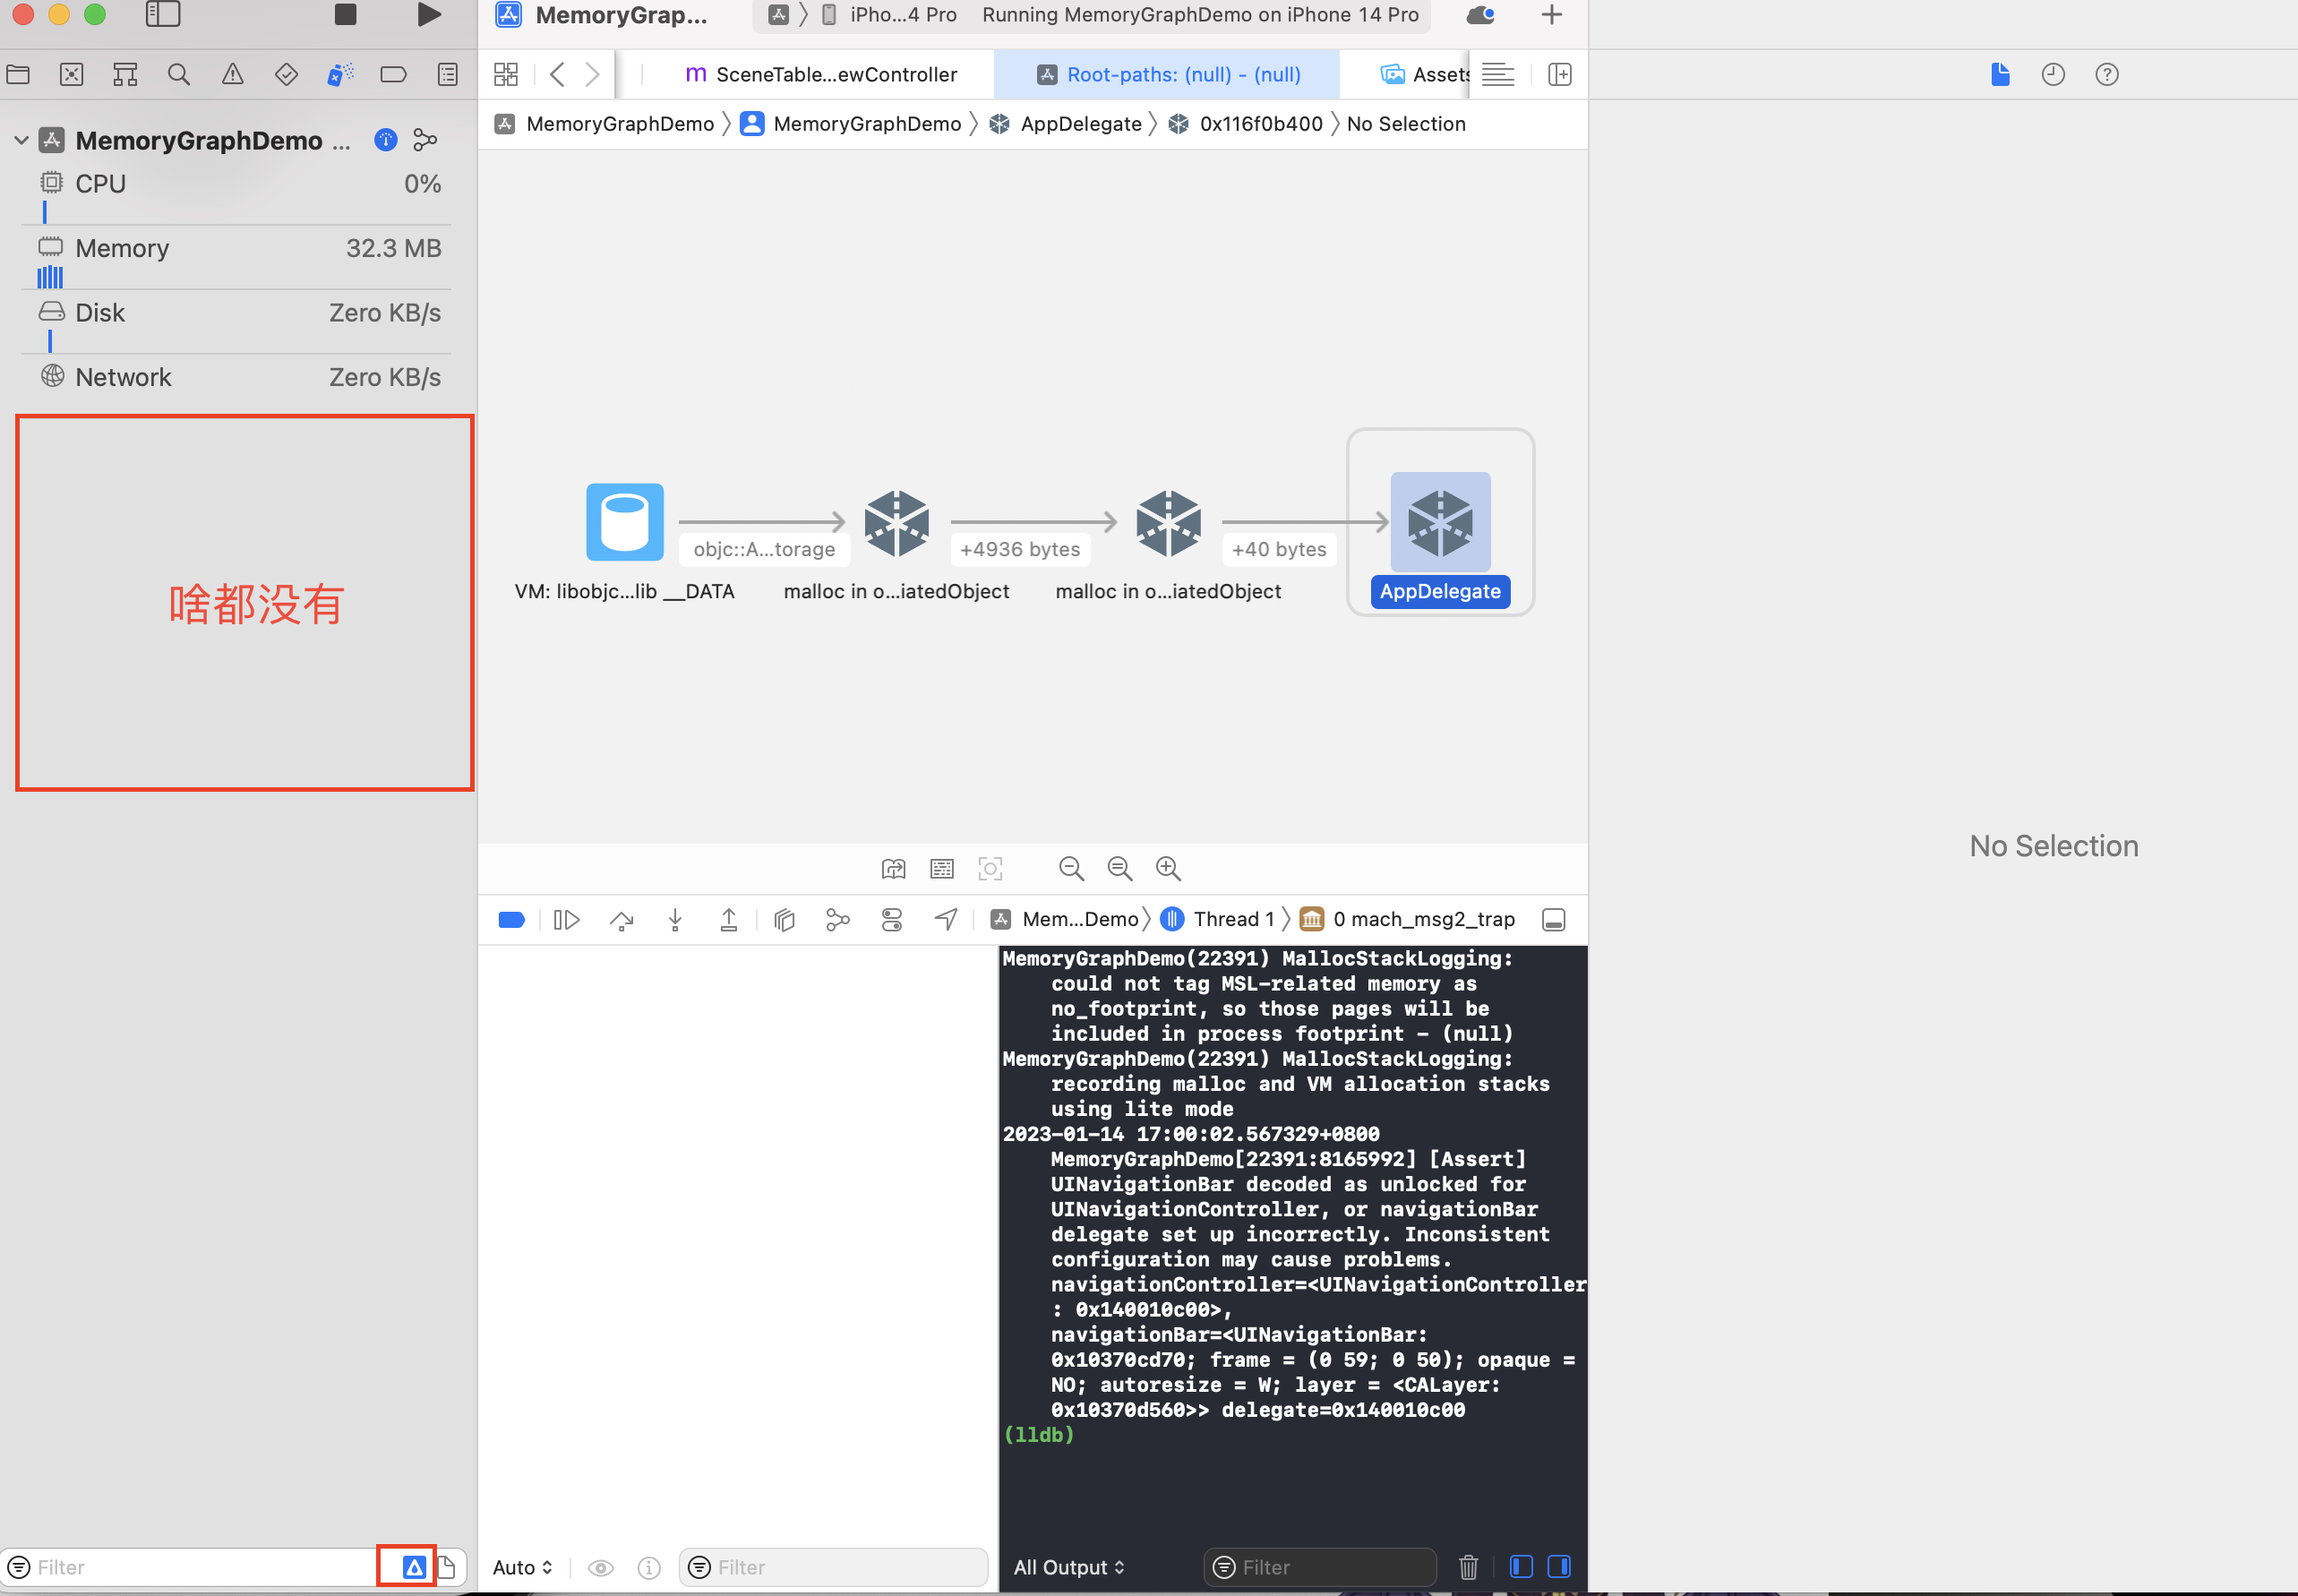 MemoryGrap...
iPho...4 Pro
Running MemoryGraphDemo on iPhone 14 Pro
SceneTable...ewController
Root-paths: (null) - (null)
Assets
MemoryGraphDemo
MemoryGraphDemo
AppDelegate
0x116f0b400
No Selection
MemoryGraphDemo ...
CPU
0%
Memory
32.3 MB
Disk
Zero KB/s
Network
Zero KB/s
啥都没有
objc::A...torage
+4936 bytes
+40 bytes
VM: libobjc...lib __DATA
malloc in o...iatedObject
malloc in o...iatedObject
AppDelegate
No Selection
Mem...Demo
Thread 1
0 mach_msg2_trap
MemoryGraphDemo(22391) MallocStackLogging:
could not tag MSL-related memory as
no_footprint, so those pages will be
included in process footprint - (null)
MemoryGraphDemo(22391) MallocStackLogging:
recording malloc and VM allocation stacks
using lite mode
2023-01-14 17:00:02.567329+0800
MemoryGraphDemo[22391:8165992] [Assert]
UINavigationBar decoded as unlocked for
UINavigationController, or navigationBar
delegate set up incorrectly. Inconsistent
configuration may cause problems.
navigationController=<UINavigationController
: 0x140010c00>,
navigationBar=<UINavigationBar:
0x10370cd70; frame = (0 59; 0 50); opaque =
NO; autoresize = W; layer = <CALayer:
0x10370d560>> delegate=0x140010c00
(lldb)
Filter
Auto
Filter
All Output
Filter